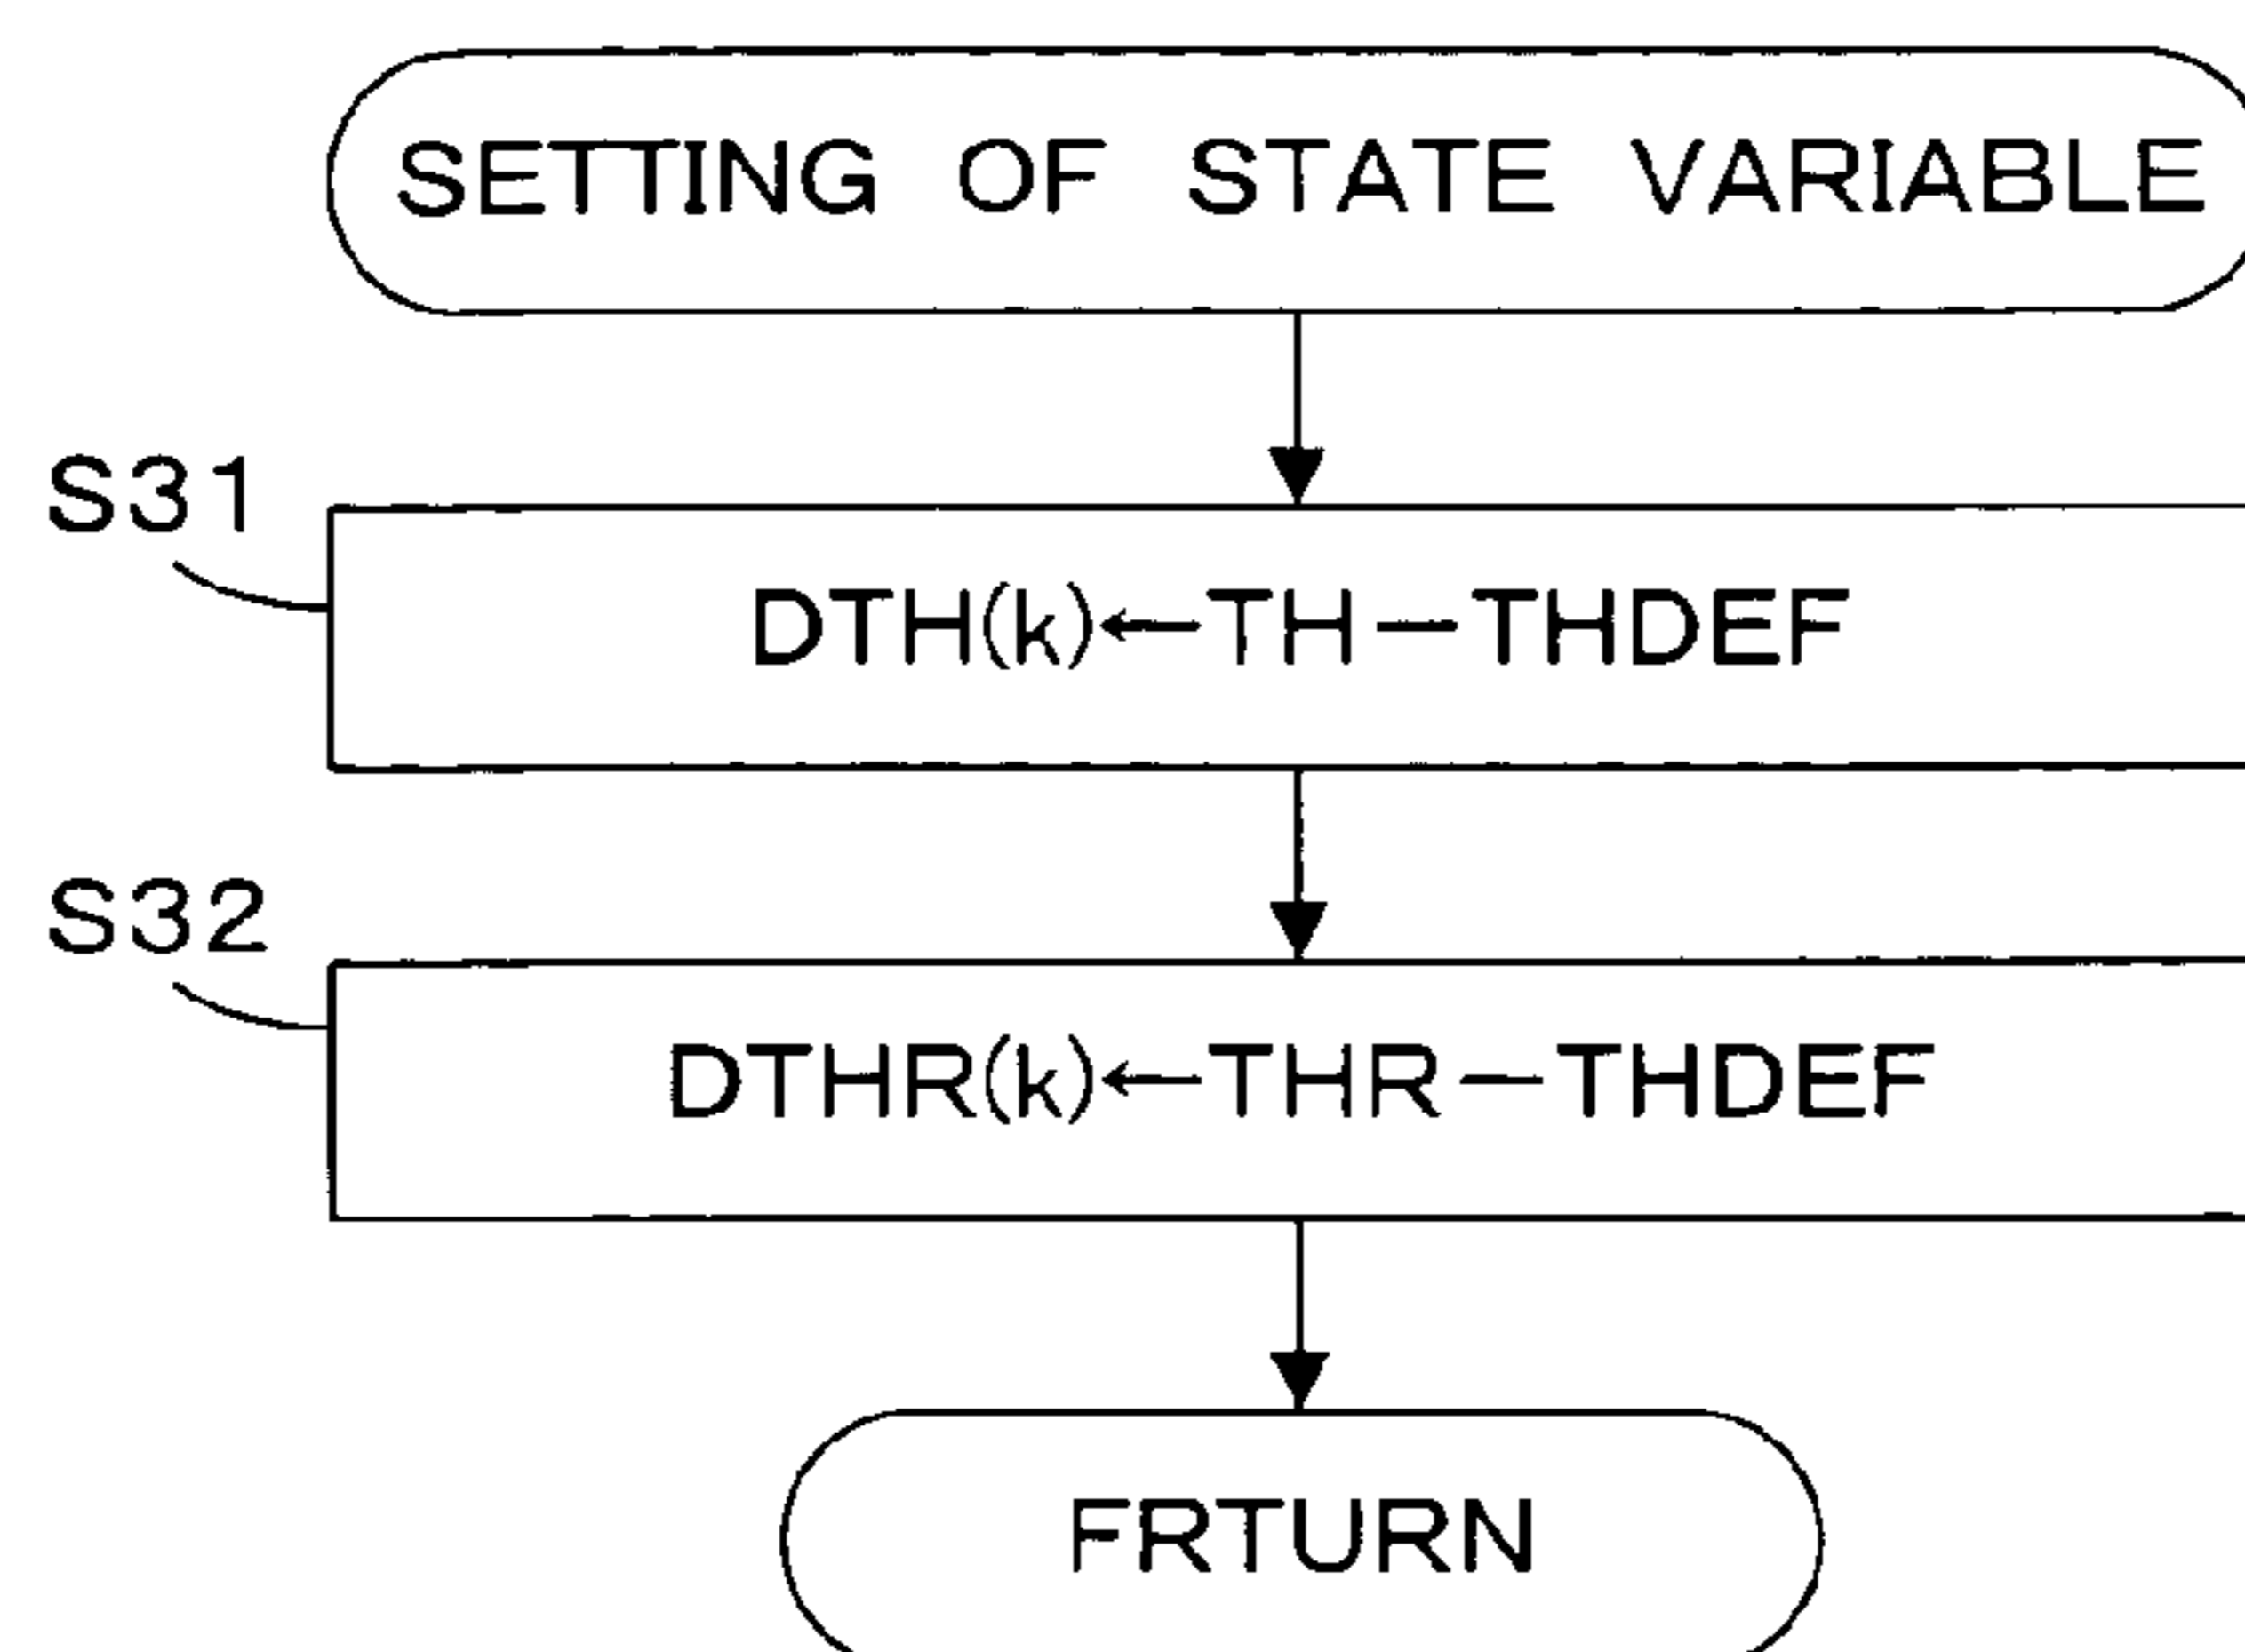 SETTING OF STATE VARIABLE
S31
DTH(k)←TH−THDEF
S32
DTHR(k)←THR−THDEF
FRTURN